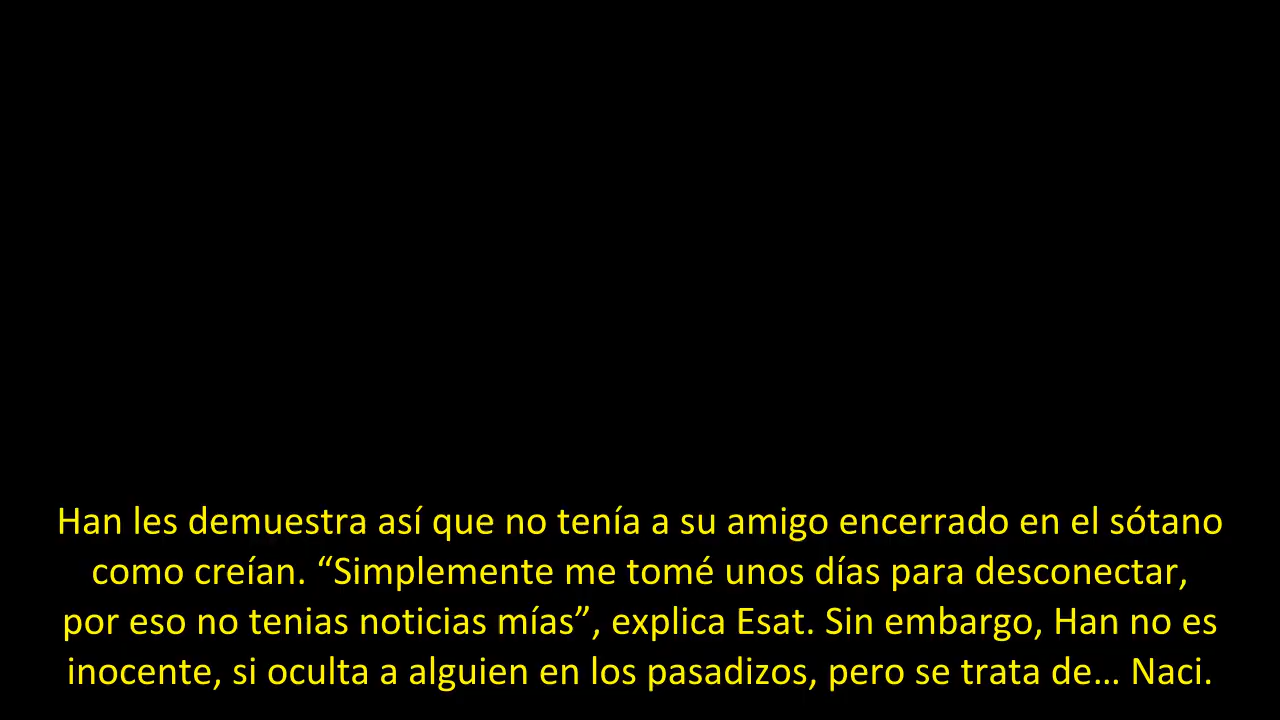 Han les demuestra así que no tenía a su amigo encerrado en el sótano
como creían. “Simplemente me tomé unos días para desconectar,
por eso no tenias noticias mías”, explica Esat. Sin embargo, Han no es
inocente, si oculta a alguien en los pasadizos, pero se trata de… Naci.